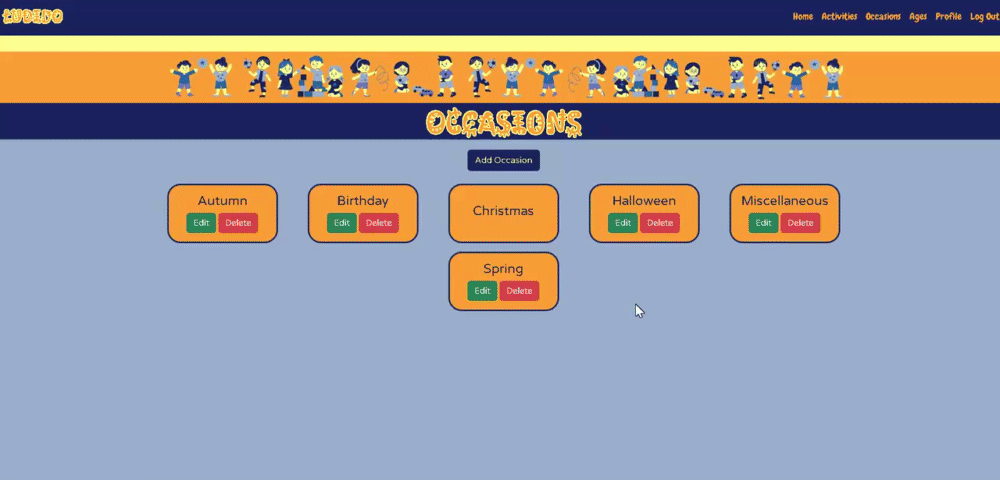 LUDEDO
Home Activities Occasions Ages Profile Log Out
OCCASIONS
Add Occasion
Autumn
Edit Delete
Birthday
Edit Delete
Christmas
Halloween
Edit Delete
Miscellaneous
Edit Delete
Spring
Edit Delete